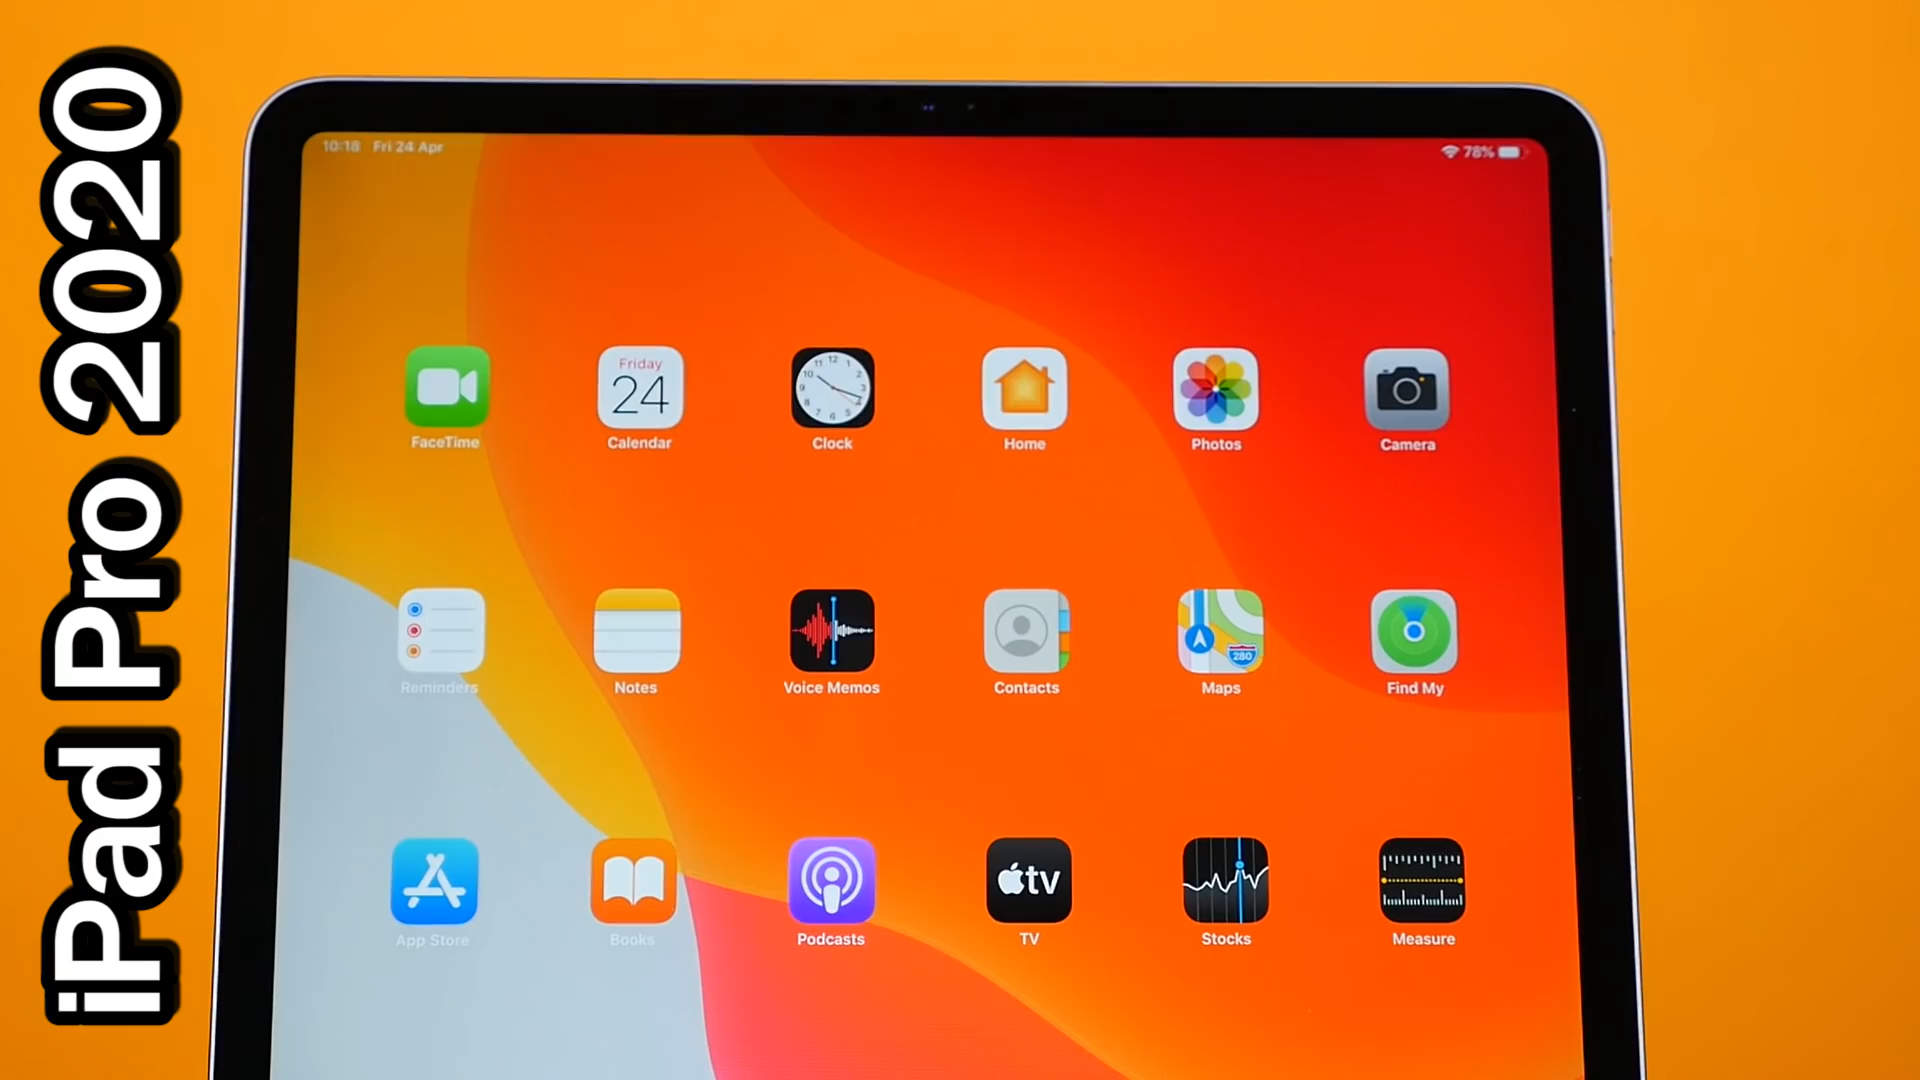 iPad Pro 2020
10:18 Fri 24 Apr
78%
Friday
24
FaceTime
Calendar
Clock
Home
Photos
Camera
280
Reminders
Notes
Voice Memos
Contacts
Maps
Find My
tv
App Store
Books
Podcasts
TV
Stocks
Measure